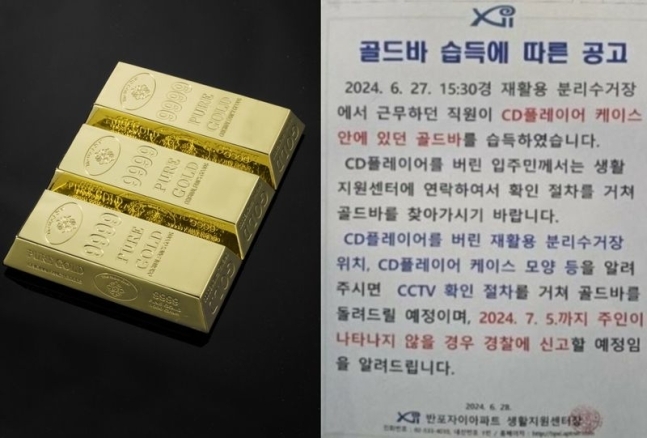 9999
PURE
GOLD
9999
PURE
GOLD
9999
PURE
GOLD
PURE GOLD
9999
Xii
골드바 습득에 따른 공고
2024. 6. 27. 15:30경 재활용 분리수거장
에서 근무하던 직원이 CD플레이어 케이스
안에 있던 골드바를 습득하였습니다.
CD플레이어를 버린 입주민께서는 생활
지원센터에 연락하여서 확인 절차를 거쳐
골드바를 찾아가시기 바랍니다.
CD플레이어를 버린 재활용 분리수거장
위치, CD플레이어 케이스 모양 등을 알려
주시면 CCTV 확인 절차를 거쳐 골드바를
돌려드릴 예정이며, 2024. 7. 5.까지 주인이
나타나지 않을 경우 경찰에 신고할 예정임
을 알려드립니다.
2024. 6. 28.
Xii 반포자이아파트 생활지원센터장